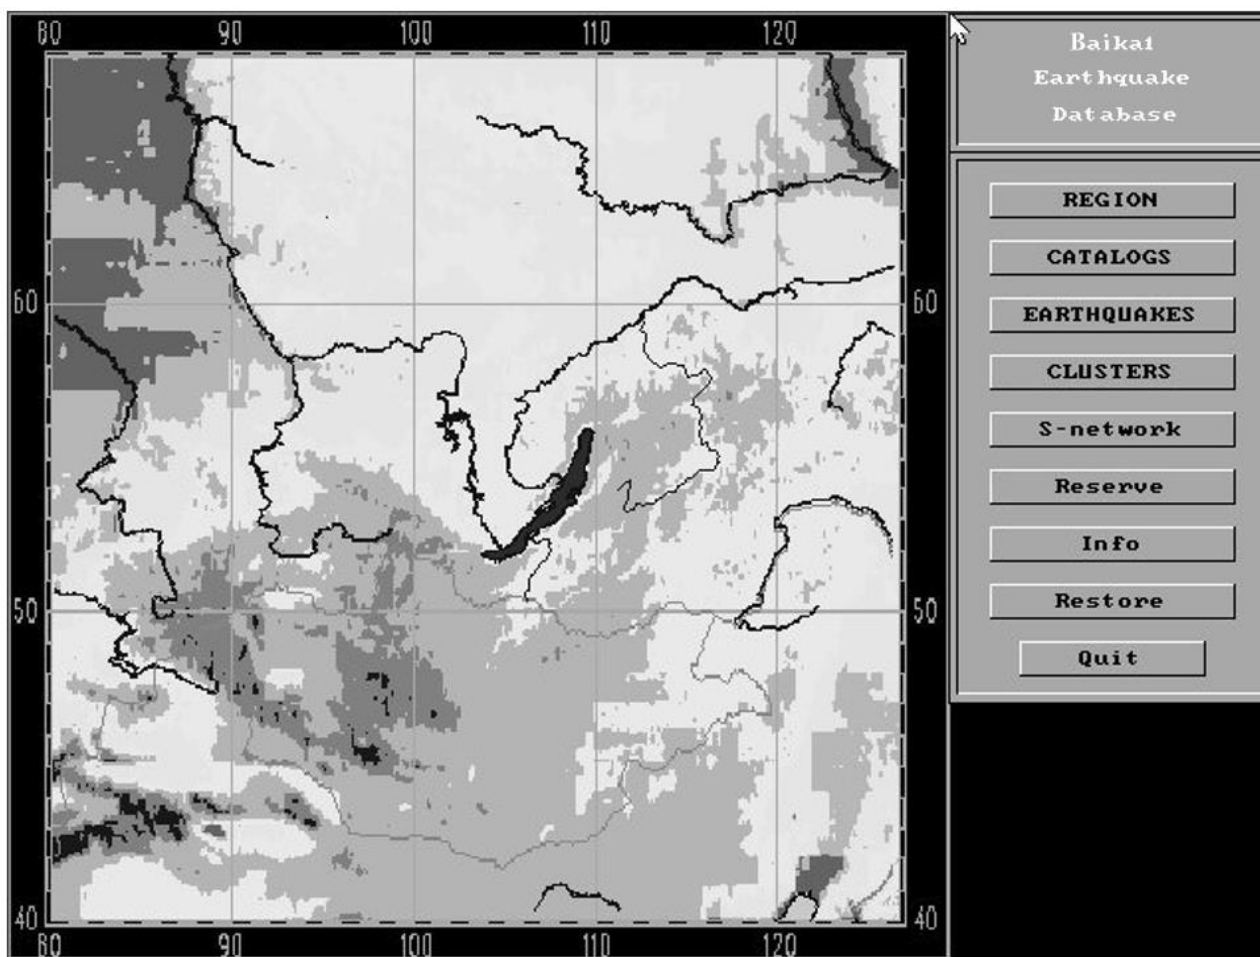 80 90 100 110 120
Baikal
Earthquake
Database
REGION
CATALOGS
EARTHQUAKES
60 60
CLUSTERS
S-network
Reserve
Info
Restore
50 50
Quit
40 40
80 90 100 110 120